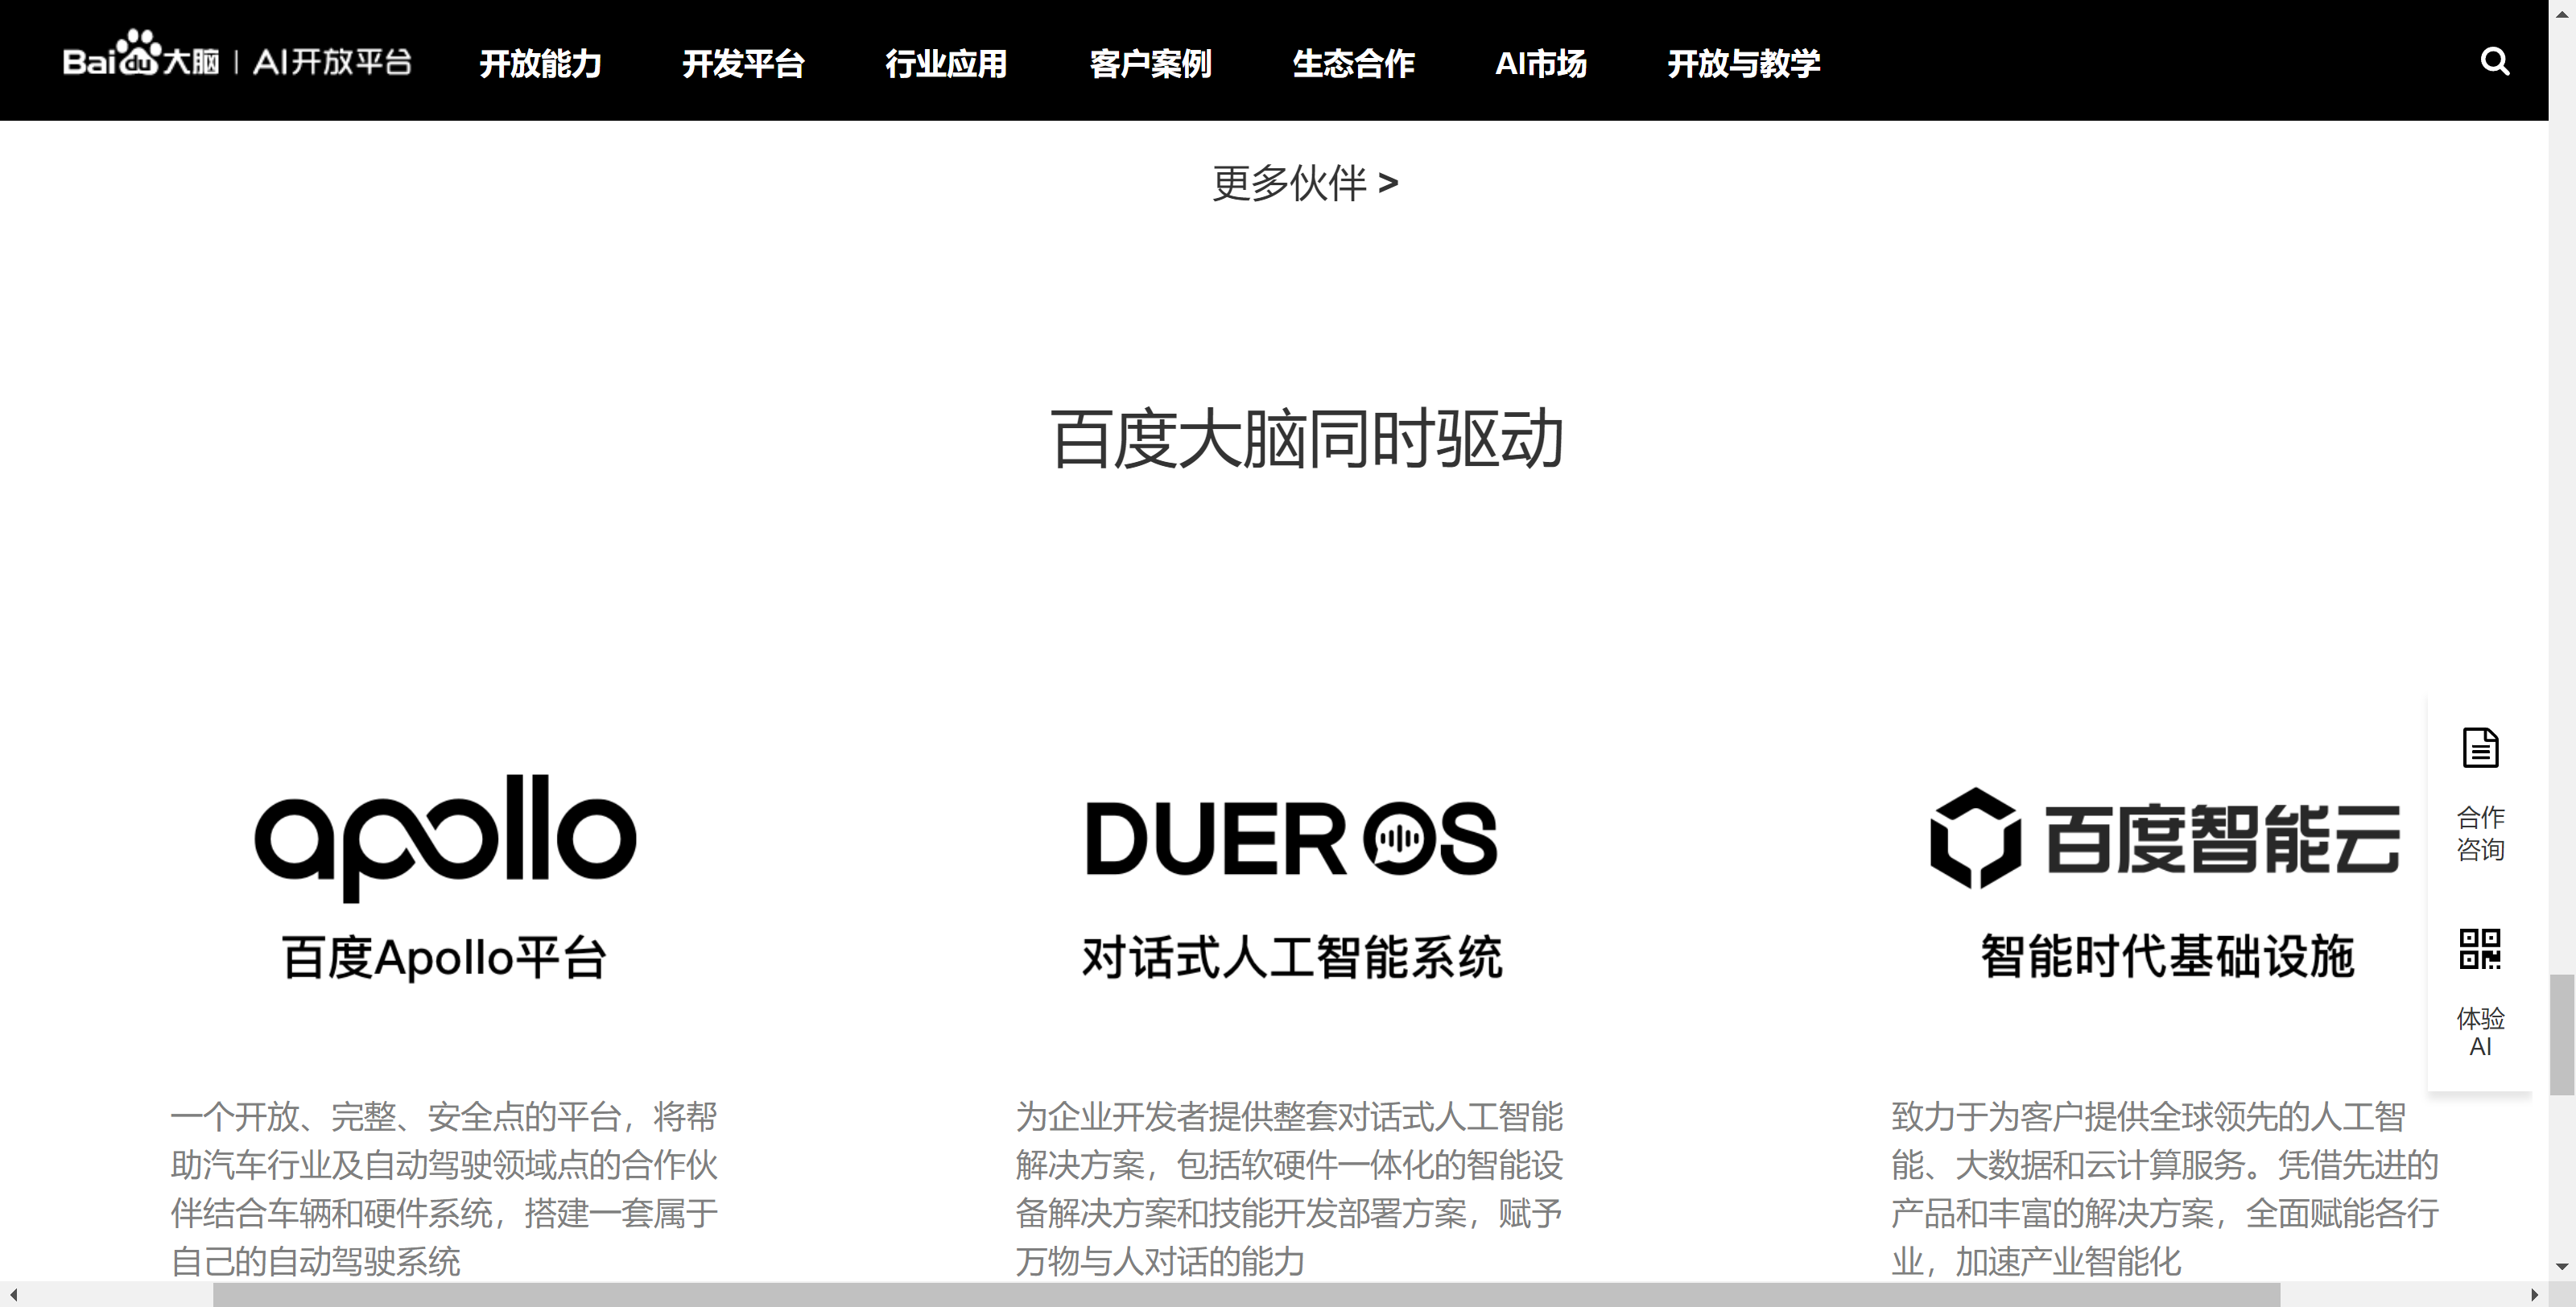 Baidu大脑 | AI开放平台 开放能力 开发平台 行业应用 客户案例 生态合作 AI市场 开放与教学
更多伙伴 >
百度大脑同时驱动
apollo
百度Apollo平台
一个开放、完整、安全点的平台，将帮
助汽车行业及自动驾驶领域点的合作伙
伴结合车辆和硬件系统，搭建一套属于
自己的自动驾驶系统
DUER OS
对话式人工智能系统
为企业开发者提供整套对话式人工智能
解决方案，包括软硬件一体化的智能设
备解决方案和技能开发部署方案，赋予
万物与人对话的能力
百度智能云
智能时代基础设施
致力于为客户提供全球领先的人工智
能、大数据和云计算服务。凭借先进的
产品和丰富的解决方案，全面赋能各行
业，加速产业智能化
合作
咨询
体验
AI